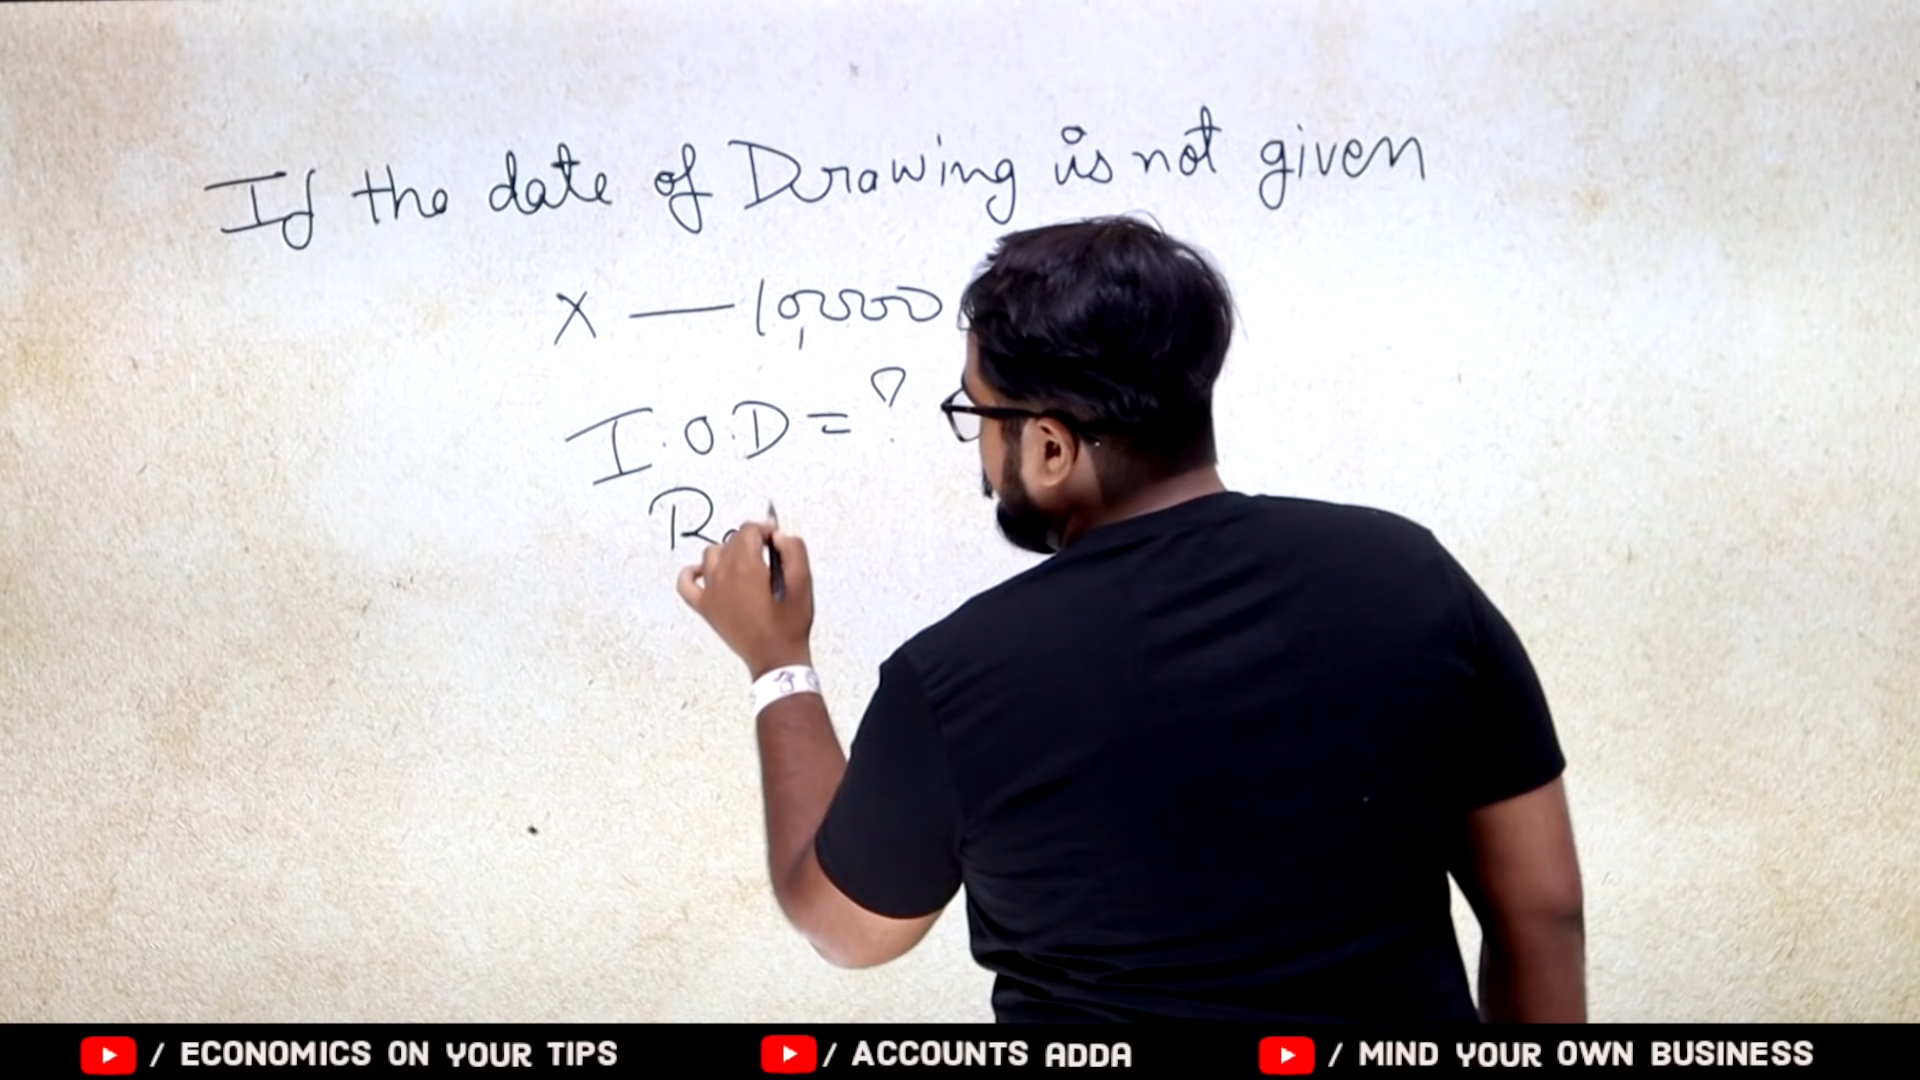 If the date of Drawing is not given
X — 10,000
I.O.D = ?
/ ECONOMICS ON YOUR TIPS
/ ACCOUNTS ADDA
/ MIND YOUR OWN BUSINESS